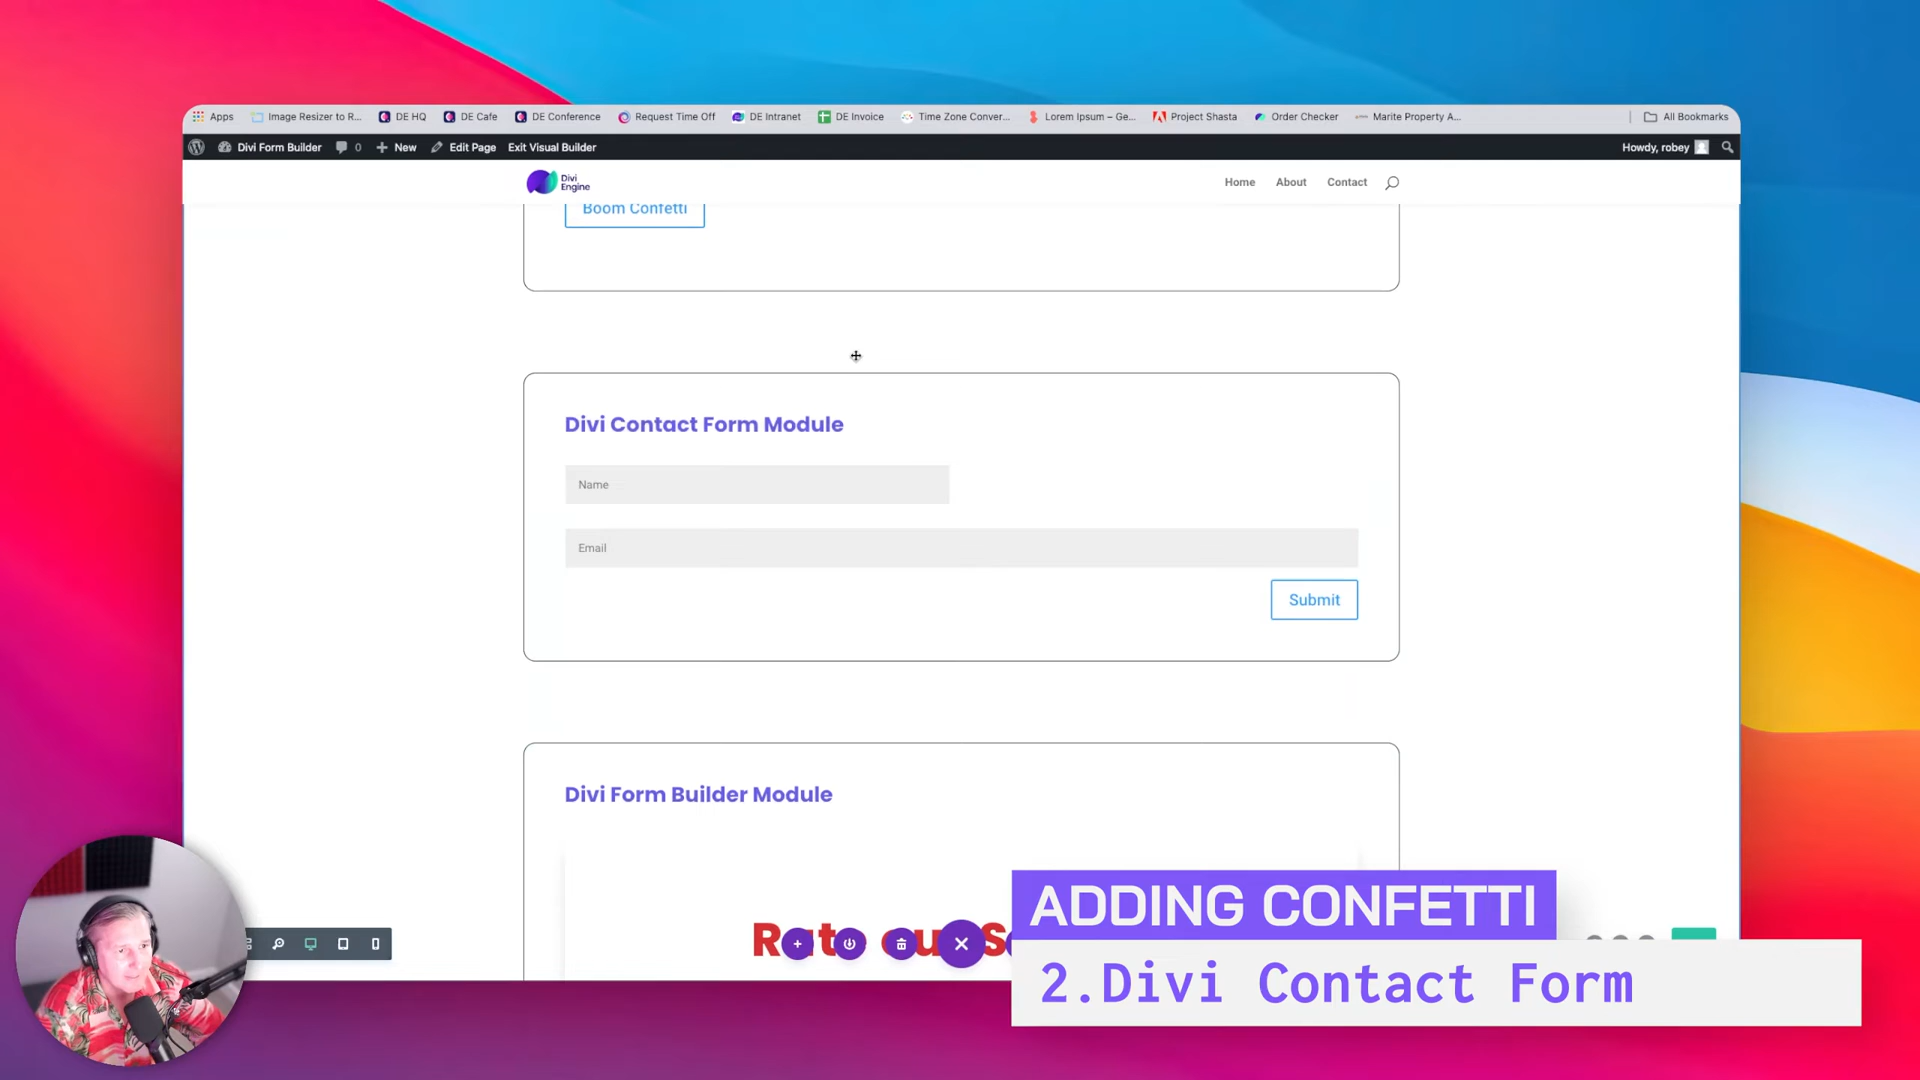 Apps
Image Resizer to R...
DE HQ
DE Cafe
DE Conference
Request Time Off
DE Intranet
DE Invoice
Time Zone Conver...
Lorem Ipsum – Ge...
Project Shasta
Order Checker
Marite Property A...
All Bookmarks
Divi Form Builder
0
New
Edit Page
Exit Visual Builder
Howdy, robey
Divi
Engine
Home
About
Contact
Boom Confetti
Divi Contact Form Module
Name
Email
Submit
Divi Form Builder Module
ADDING CONFETTI
2.Divi Contact Form